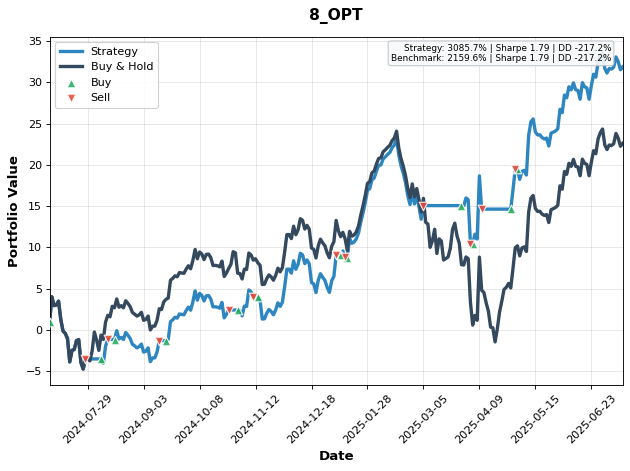 8_OPT
Strategy: 3085.7% | Sharpe 1.79 | DD -217.2%
Benchmark: 2159.6% | Sharpe 1.79 | DD -217.2%
Strategy
Buy & Hold
Buy
Sell
Portfolio Value
35
30
25
20
15
10
5
0
−5
2024-07-29
2024-09-03
2024-10-08
2024-11-12
2024-12-18
2025-01-28
2025-03-05
2025-04-09
2025-05-15
2025-06-23
Date